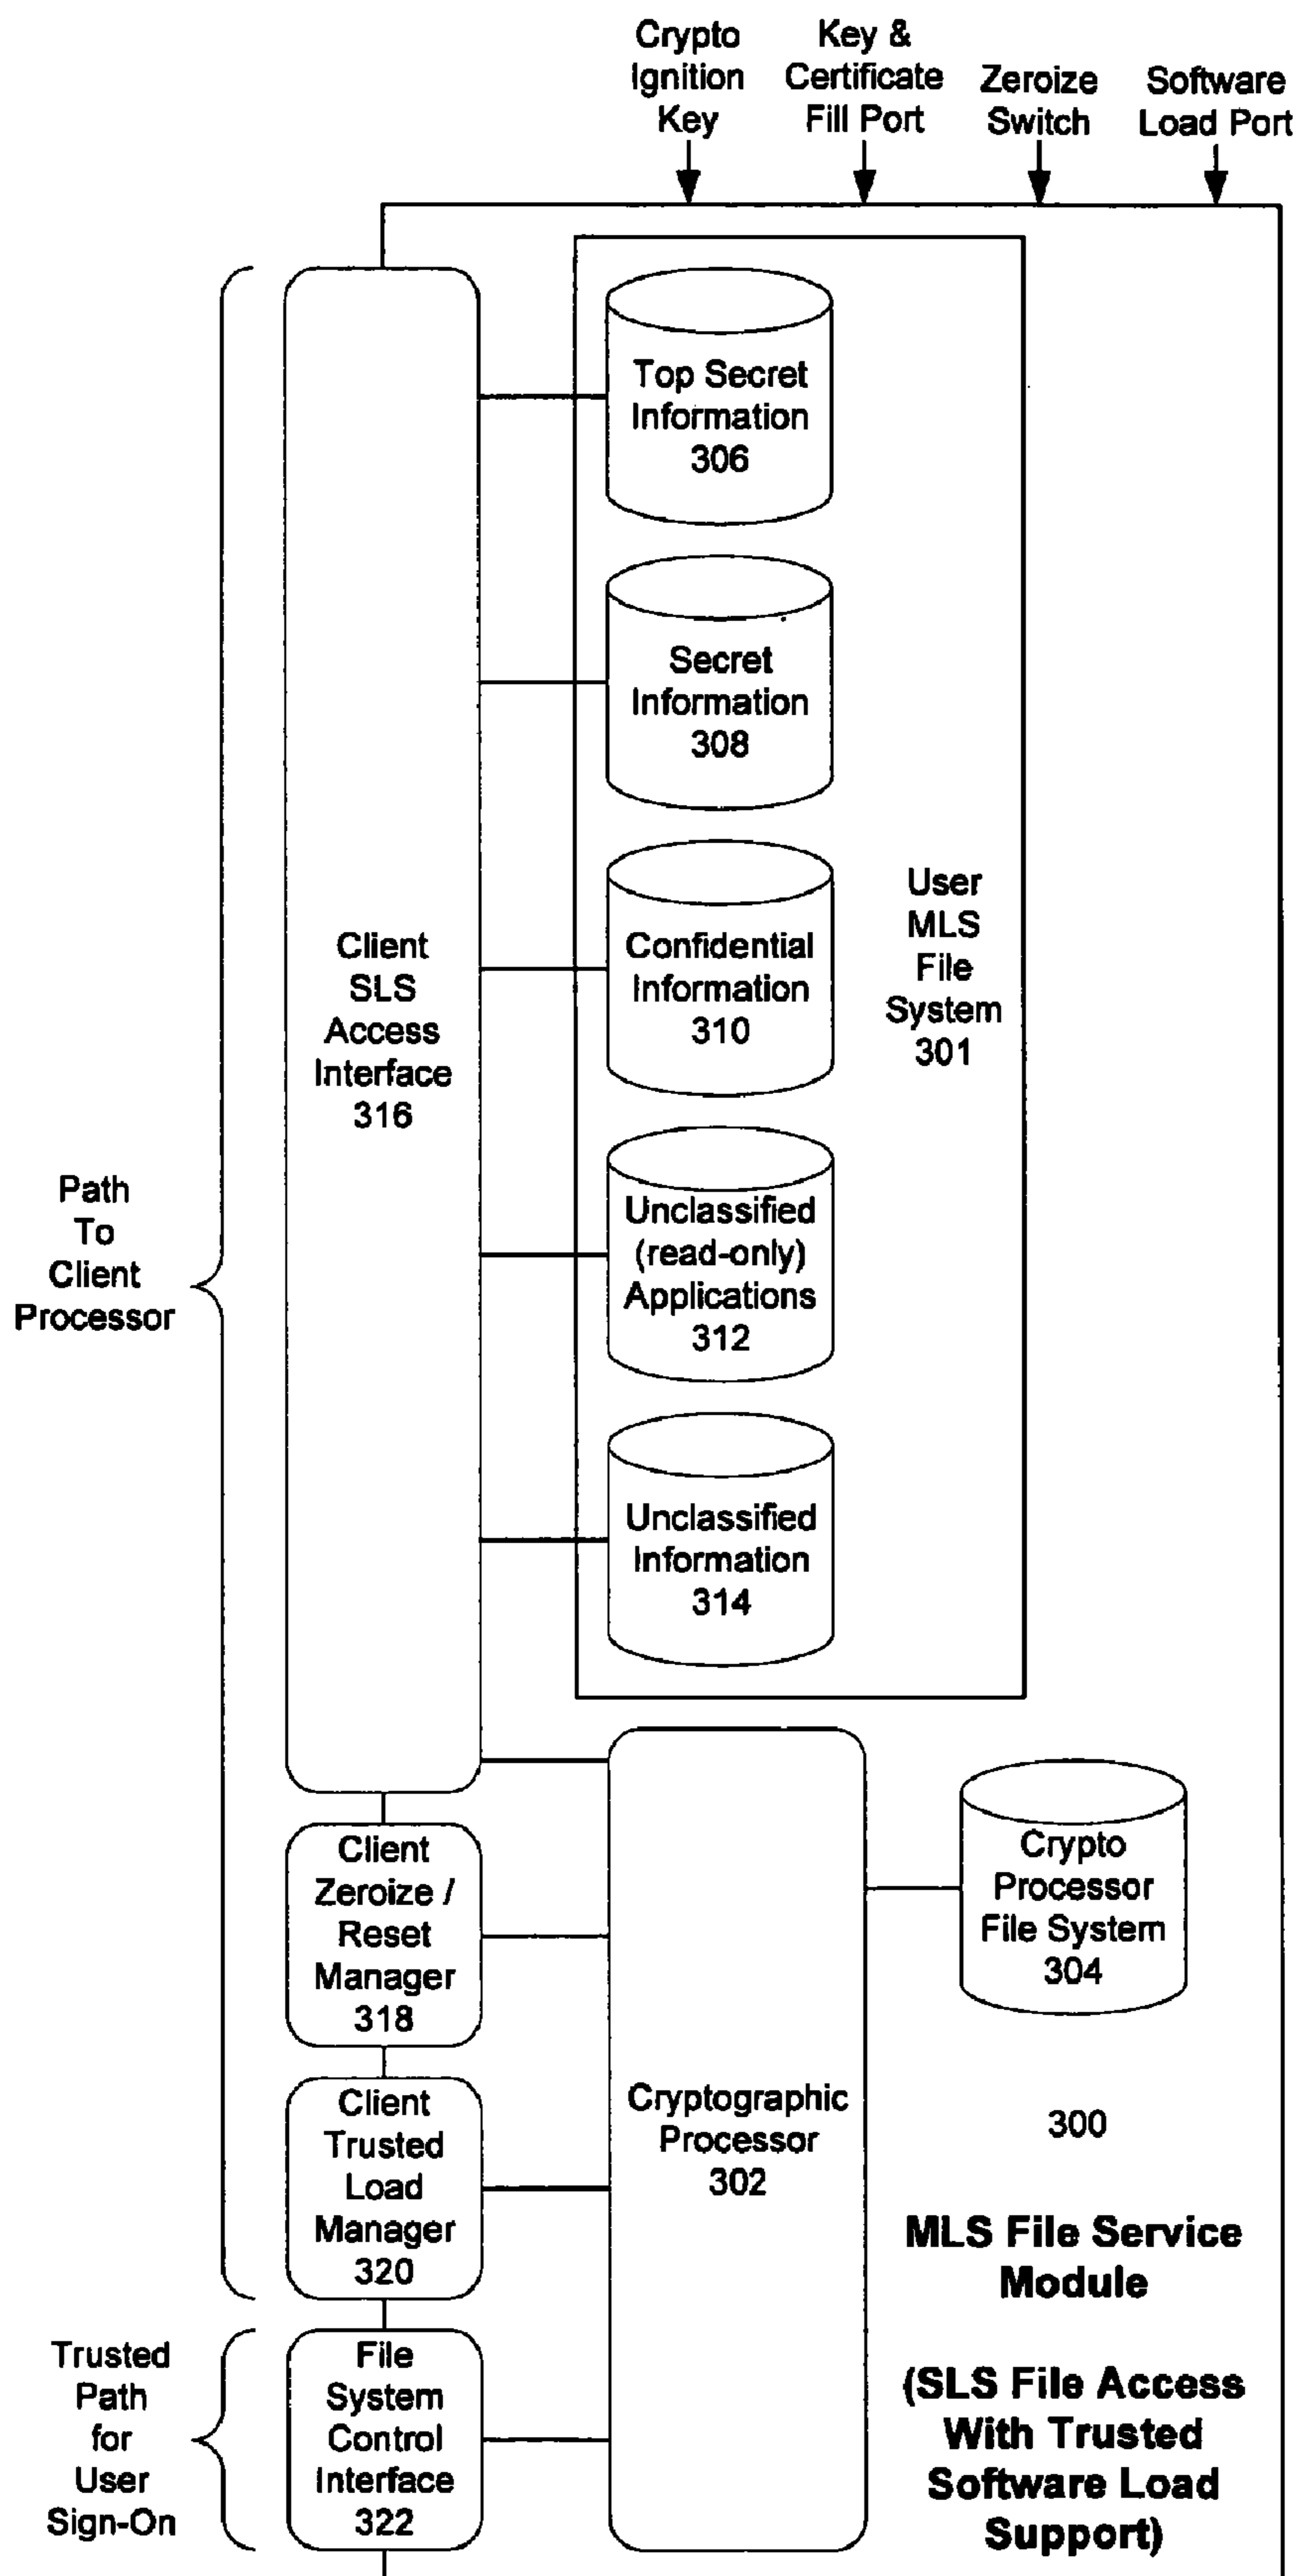 Crypto
Ignition
Key
Key &
Certificate
Fill Port
Zeroize
Switch
Software
Load Port
Top Secret
Information
306
Secret
Information
308
Confidential
Information
310
Unclassified
(read-only)
Applications
312
Unclassified
Information
314
User
MLS
File
System
301
Client
SLS
Access
Interface
316
Path
To
Client
Processor
Client
Zeroize /
Reset
Manager
318
Client
Trusted
Load
Manager
320
File
System
Control
Interface
322
Trusted
Path
for
User
Sign-On
Cryptographic
Processor
302
Crypto
Processor
File System
304
300
MLS File Service
Module
(SLS File Access
With Trusted
Software Load
Support)